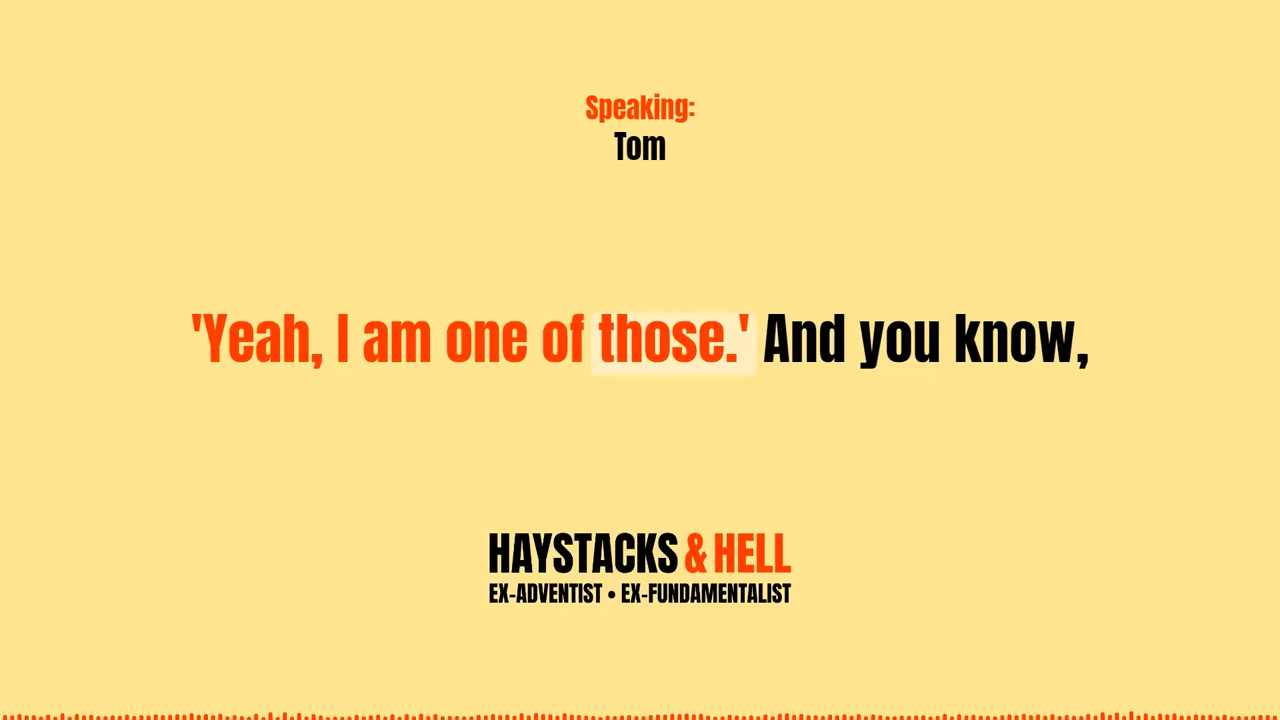 Speaking:
Tom
'Yeah, I am one of those.' And you know,
HAYSTACKS & HELL
EX-ADVENTIST • EX-FUNDAMENTALIST